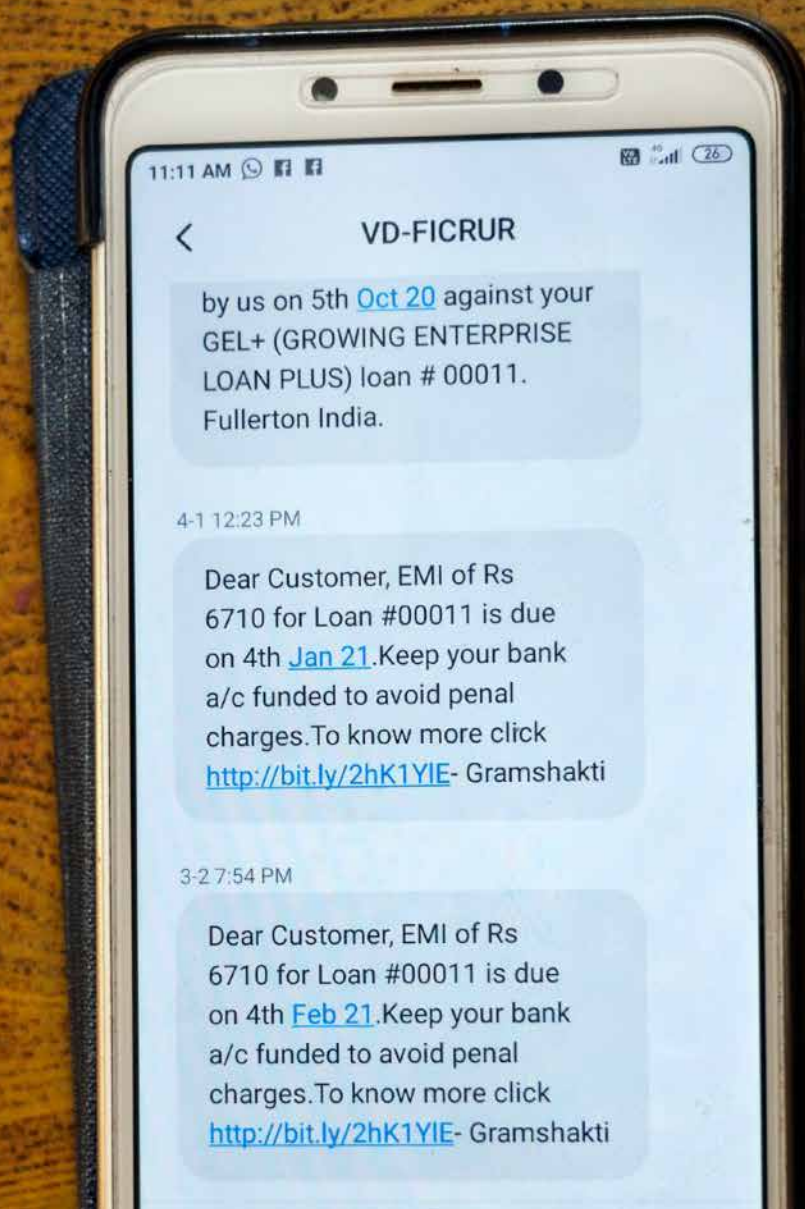 11:11 AM
4G
26
VD-FICRUR
by us on 5th Oct 20 against your
GEL+ (GROWING ENTERPRISE
LOAN PLUS) loan # 00011.
Fullerton India.
4-1 12:23 PM
Dear Customer, EMI of Rs
6710 for Loan #00011 is due
on 4th Jan 21.Keep your bank
a/c funded to avoid penal
charges.To know more click
http://bit.ly/2hK1YlE- Gramshakti
3-2 7:54 PM
Dear Customer, EMI of Rs
6710 for Loan #00011 is due
on 4th Feb 21.Keep your bank
a/c funded to avoid penal
charges.To know more click
http://bit.ly/2hK1YlE- Gramshakti